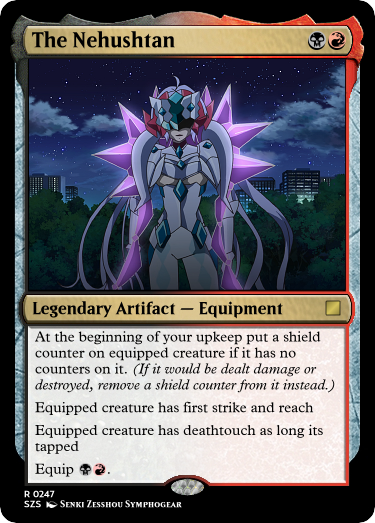 The Nehushtan
Legendary Artifact — Equipment
At the beginning of your upkeep put a shield
counter on equipped creature if it has no
counters on it. (If it would be dealt damage or
destroyed, remove a shield counter from it instead.)
Equipped creature has first strike and reach
Equipped creature has deathtouch as long its
tapped
Equip .
R 0247
SZS Senki Zesshou Symphogear